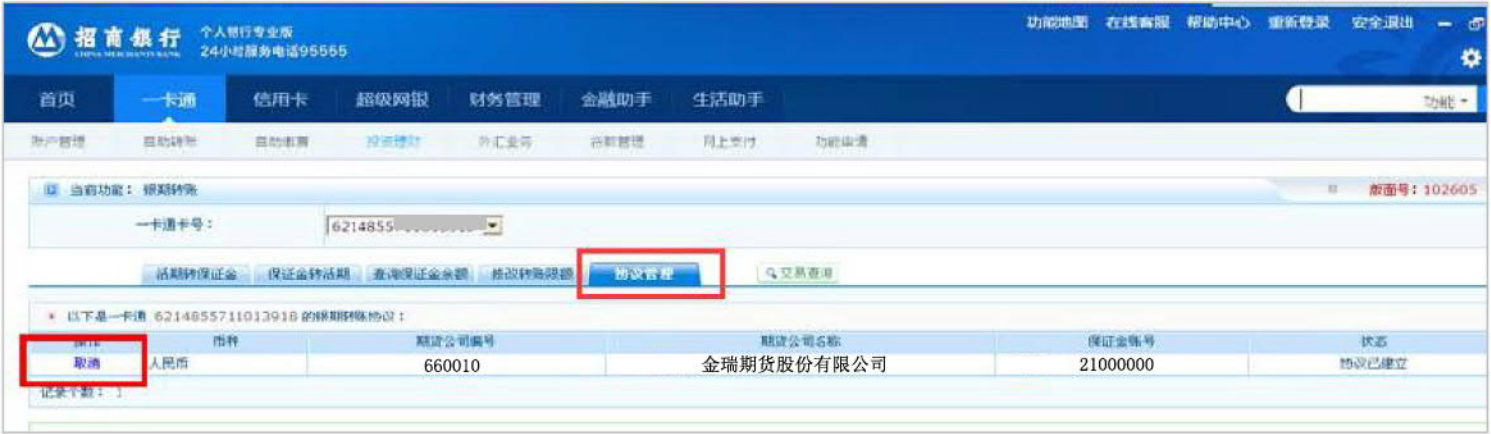 招商银行 个人银行专业版 功能地图 在线客服 帮助中心 重新登录 安全退出
CHINA MERCHANTS BANK 24小时服务电话95555
首页 一卡通 信用卡 超级网银 财务管理 金融助手 生活助手 功能
账户管理 自助转账 自助缴费 投资理财 外汇业务 贷款管理 网上支付 功能申请
当前功能： 银期转账 版面号：102605
一卡通卡号： 6214855
活期转保证金 保证金转活期 查询保证金余额 修改转账限额 协议管理 交易查询
* 以下是一卡通 6214855711013918 的银期转账协议：
操作 币种 期货公司编号 期货公司名称 保证金账号 状态
取消 人民币 660010 金瑞期货股份有限公司 21000000 协议已建立
记录个数： 1